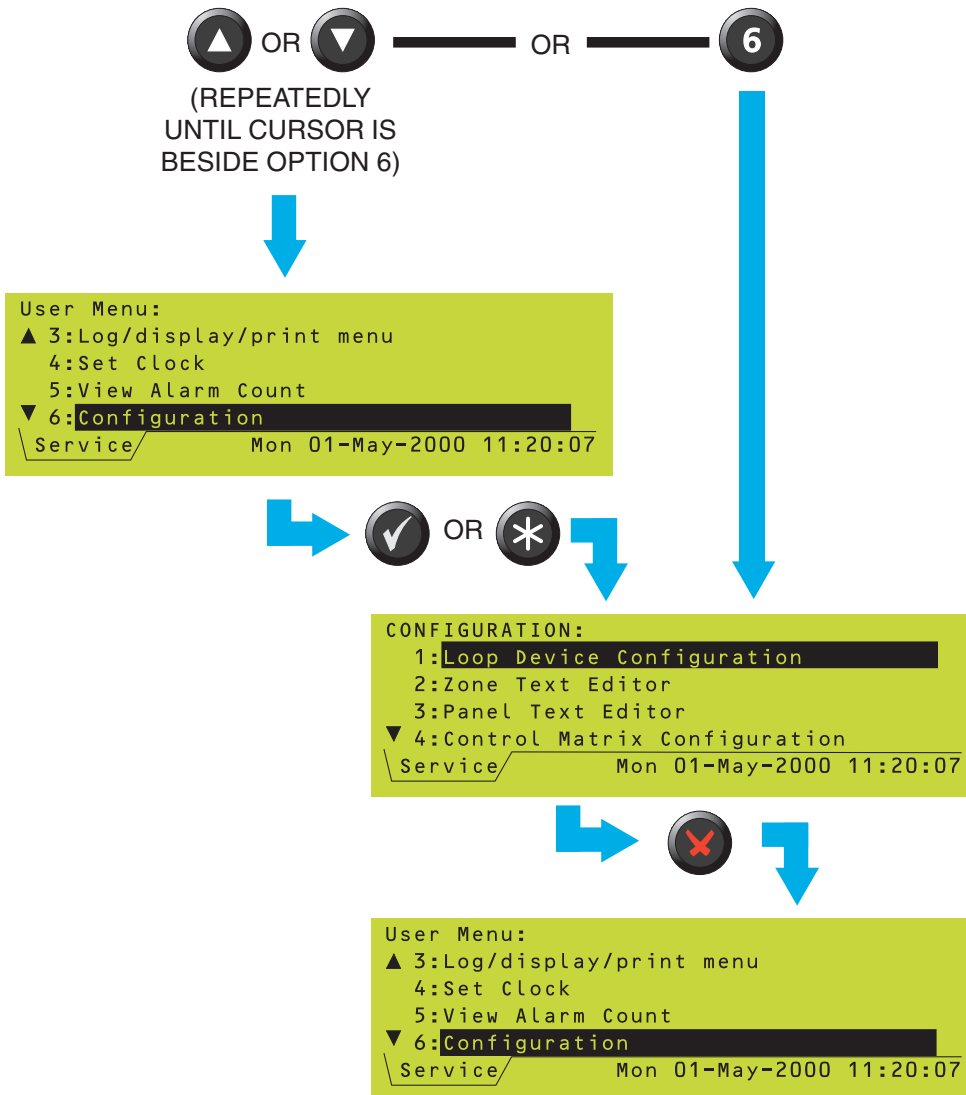 OR OR 6
(REPEATEDLY
UNTIL CURSOR IS
BESIDE OPTION 6)
User Menu:
▲ 3:Log/display/print menu
4:Set Clock
5:View Alarm Count
▼ 6:Configuration
Service Mon 01-May-2000 11:20:07
OR
CONFIGURATION:
1:Loop Device Configuration
2:Zone Text Editor
3:Panel Text Editor
▼ 4:Control Matrix Configuration
Service Mon 01-May-2000 11:20:07
User Menu:
▲ 3:Log/display/print menu
4:Set Clock
5:View Alarm Count
▼ 6:Configuration
Service Mon 01-May-2000 11:20:07